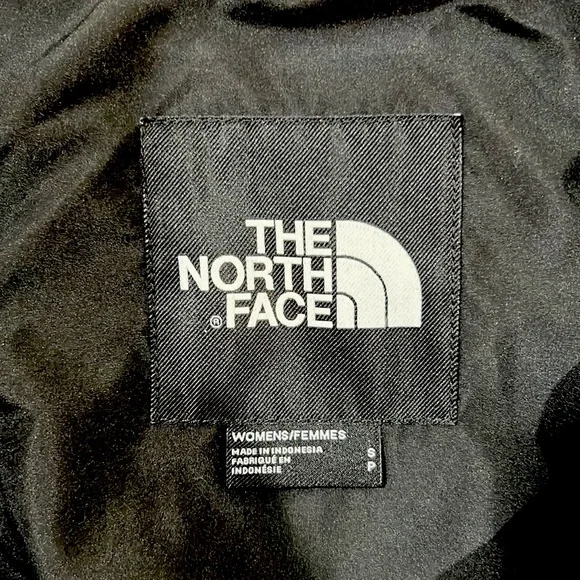 THE
NORTH
® FACE
WOMENS/FEMMES
MADE IN INDONESIA S
FABRIQUÉ EN P
INDONÉSIE